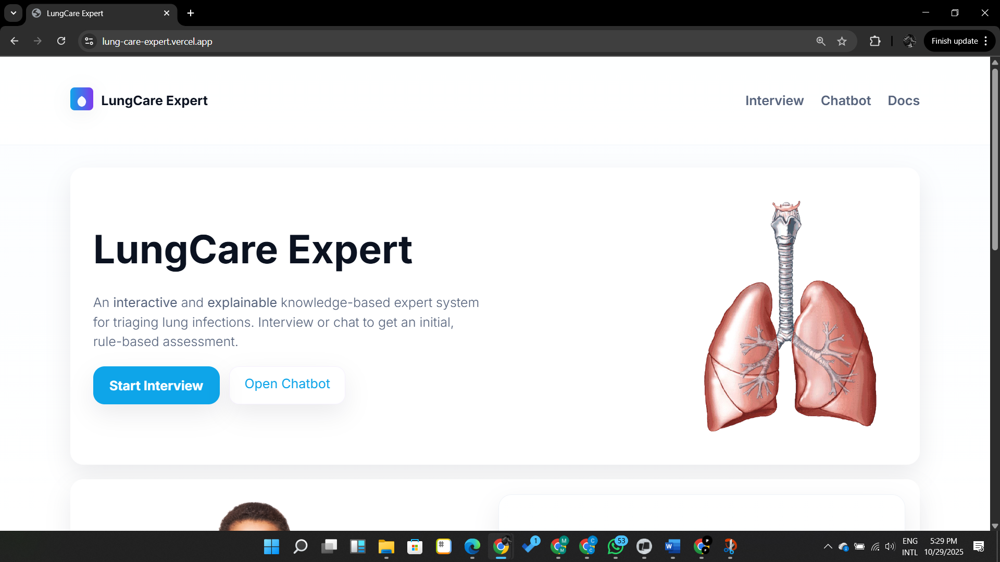 LungCare Expert
lung-care-expert.vercel.app
Finish update
LungCare Expert
Interview
Chatbot
Docs
LungCare Expert
An interactive and explainable knowledge-based expert system
for triaging lung infections. Interview or chat to get an initial,
rule-based assessment.
Start Interview
Open Chatbot
#
1
M
M
C
C
53
W
P
P
ENG
INTL
5:29 PM
10/29/2025